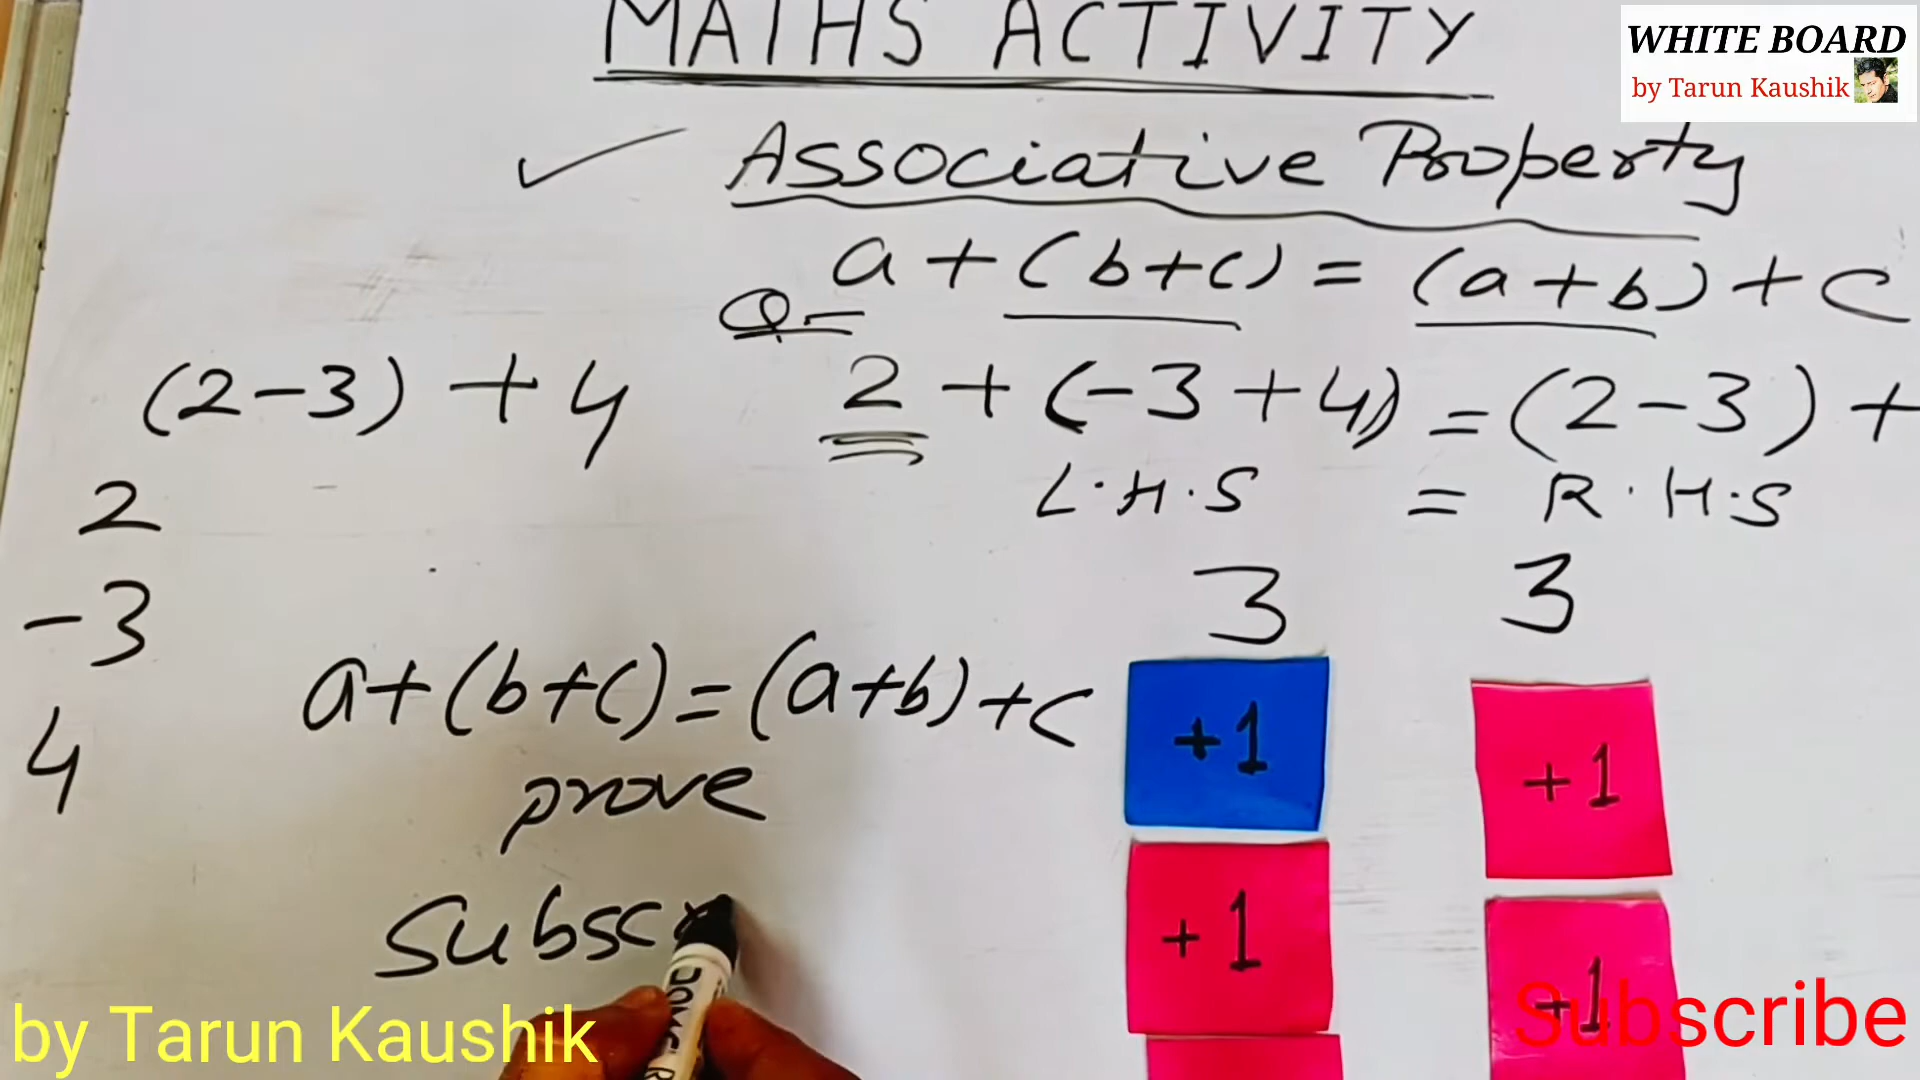 MATHS ACTIVITY
WHITE BOARD
by Tarun Kaushik
Associative Property
a + (b+c) = (a+b) + c
Q=
(2-3) + 4
2 + (-3+4) = (2-3) +
L.H.S = R.H.S
2
-3
4
3 3
a+(b+c)=(a+b)+c
prove
+1 +1
+1 +1
Subsc
by Tarun Kaushik
Subscribe